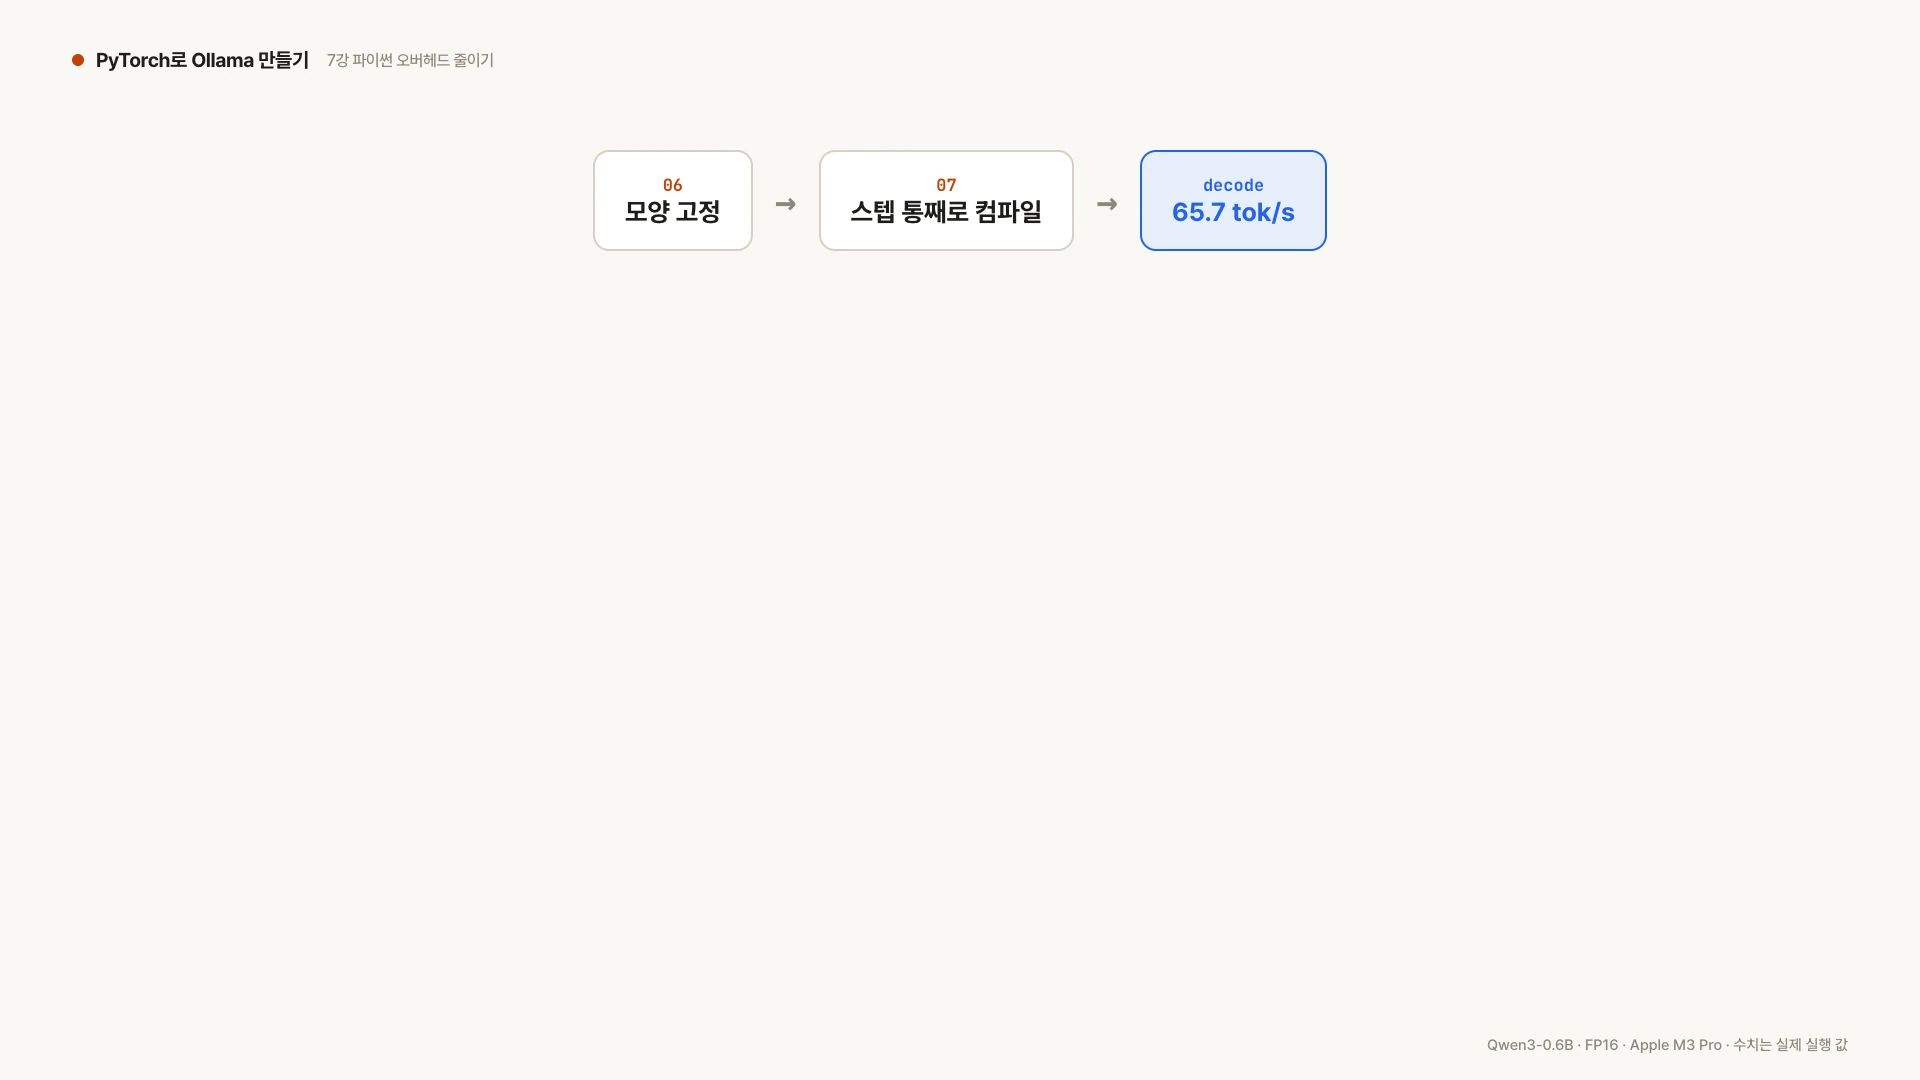 PyTorch로 Ollama 만들기 7강 파이썬 오버헤드 줄이기
06
모양 고정
→
07
스텝 통째로 컴파일
→
decode
65.7 tok/s
Qwen3-0.6B · FP16 · Apple M3 Pro · 수치는 실제 실행 값